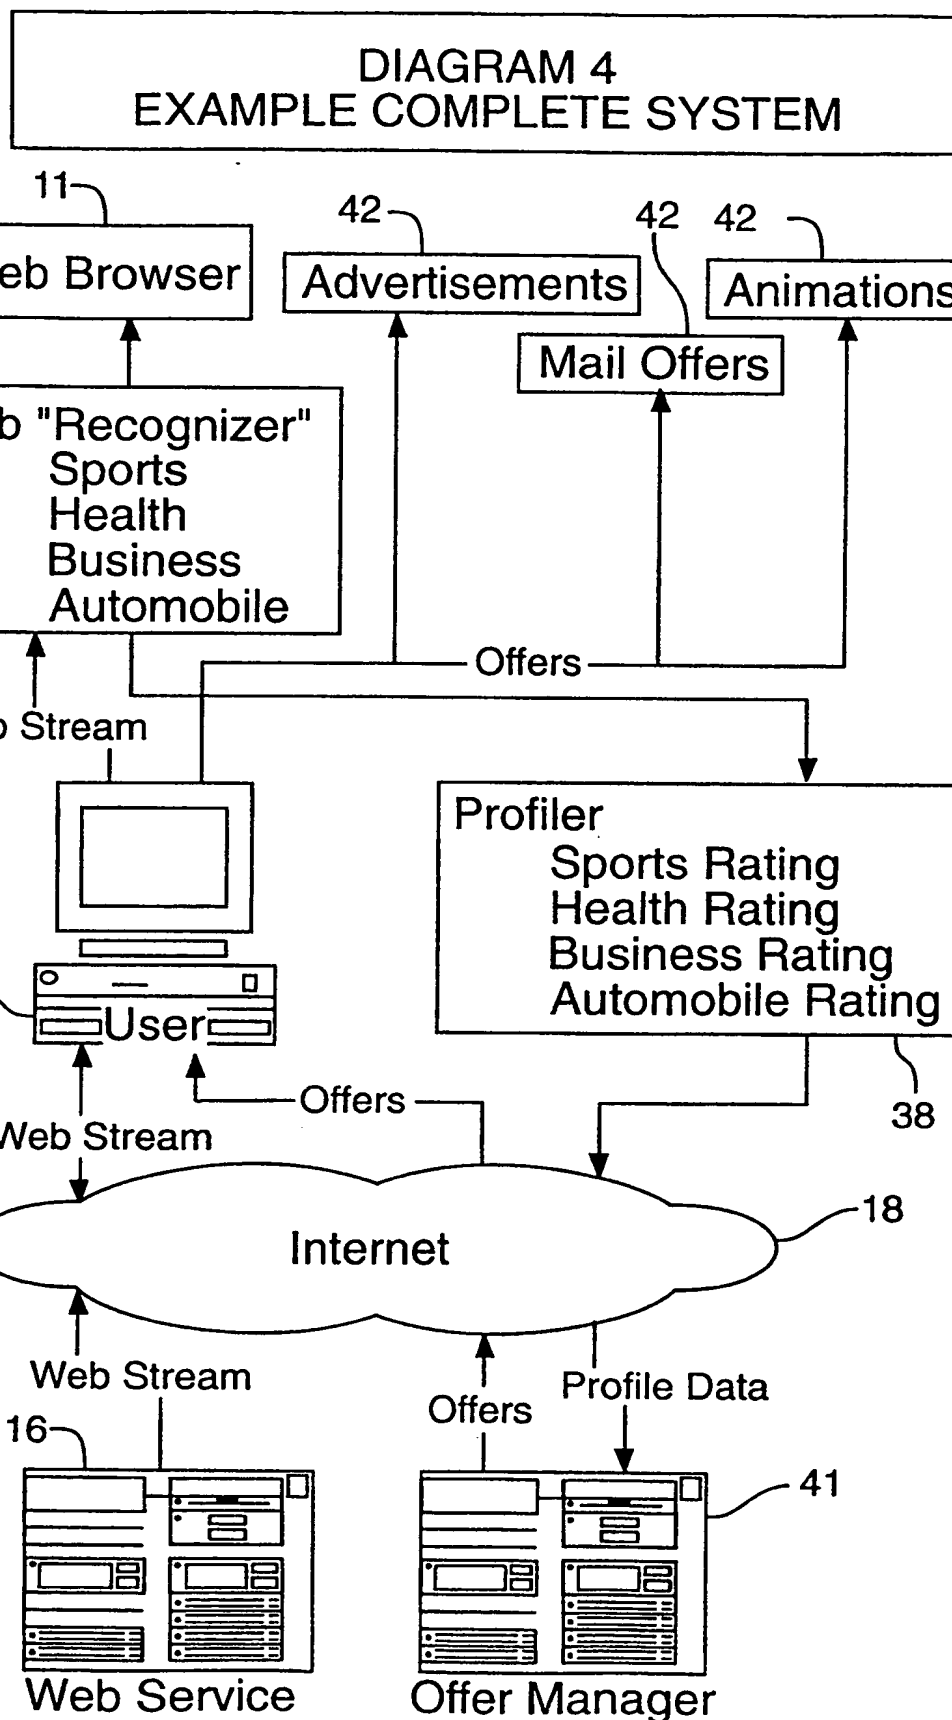 DIAGRAM 4
EXAMPLE COMPLETE SYSTEM
11
42
42
42
eb Browser
Advertisements
Animations
Mail Offers
b "Recognizer"
Sports
Health
Business
Automobile
Offers
b Stream
Profiler
Sports Rating
Health Rating
Business Rating
Automobile Rating
User
Offers
38
Web Stream
18
Internet
Web Stream
Profile Data
Offers
16
41
Web Service
Offer Manager